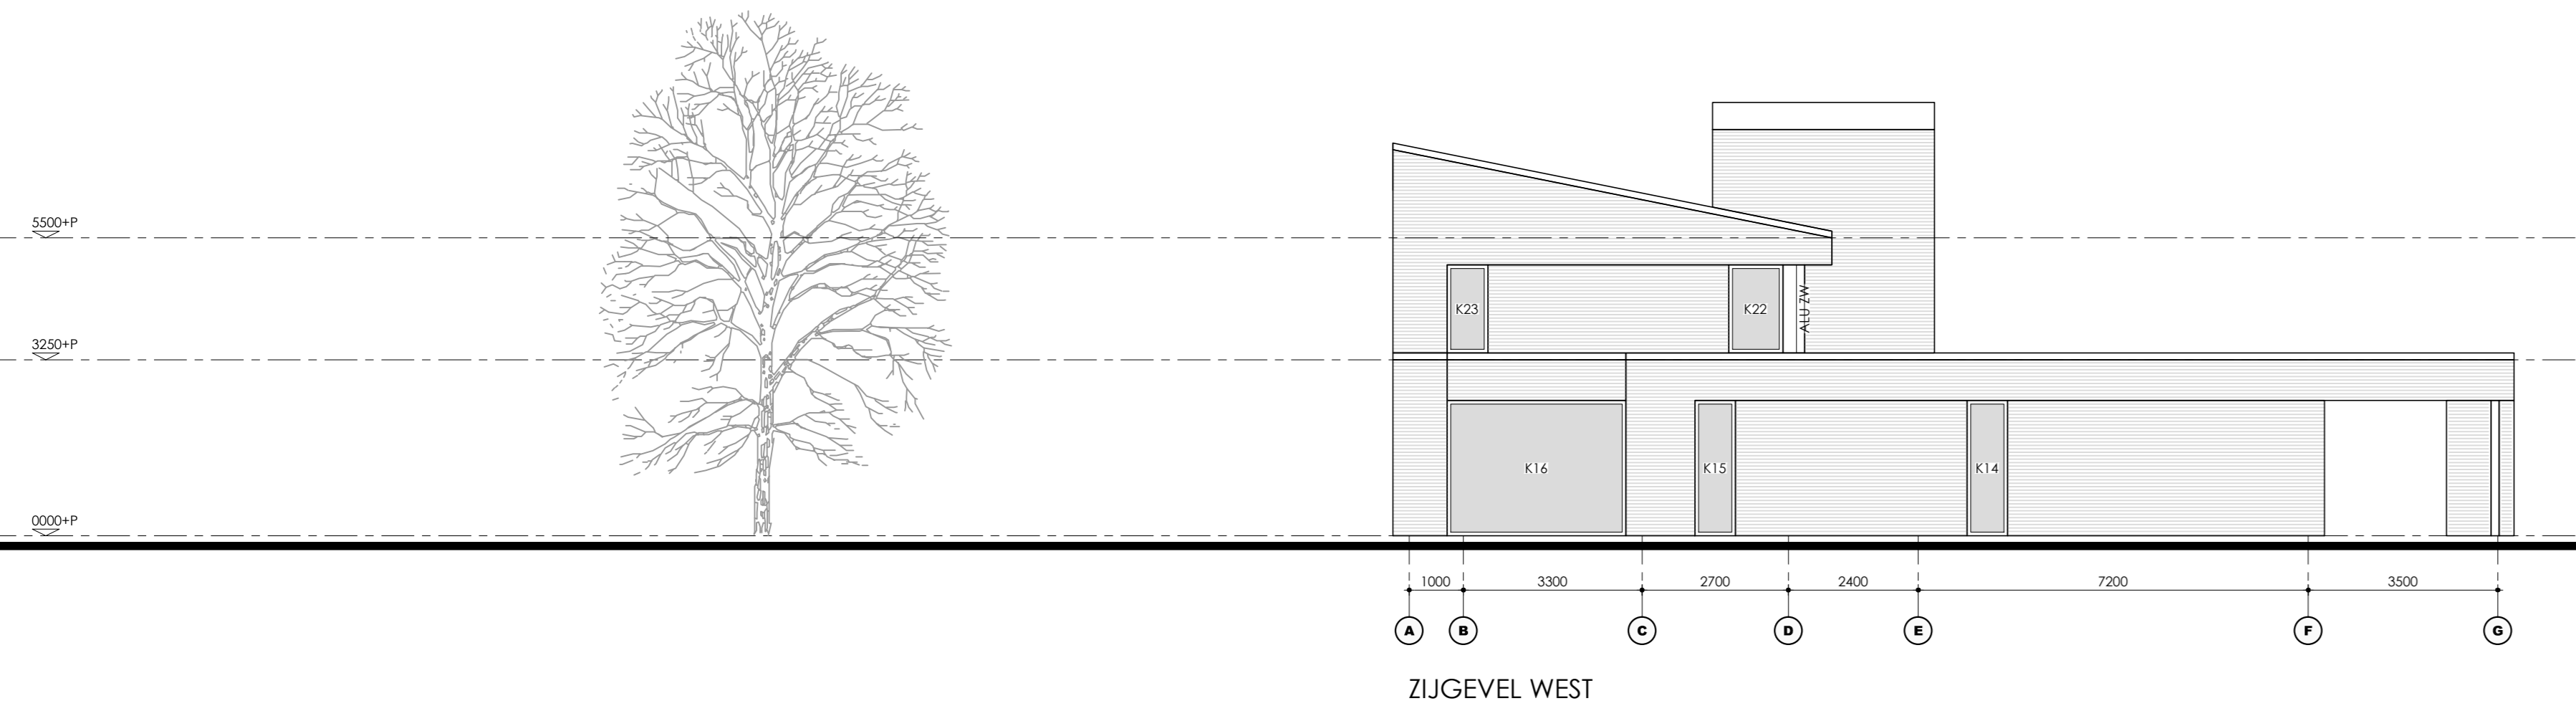 5500+P
K23
K22
ALU ZW
3250+P
K16
K15
K14
0000+P
1000 3300 2700 2400 7200 3500
A B C D E F G
ZIJGEVEL WEST